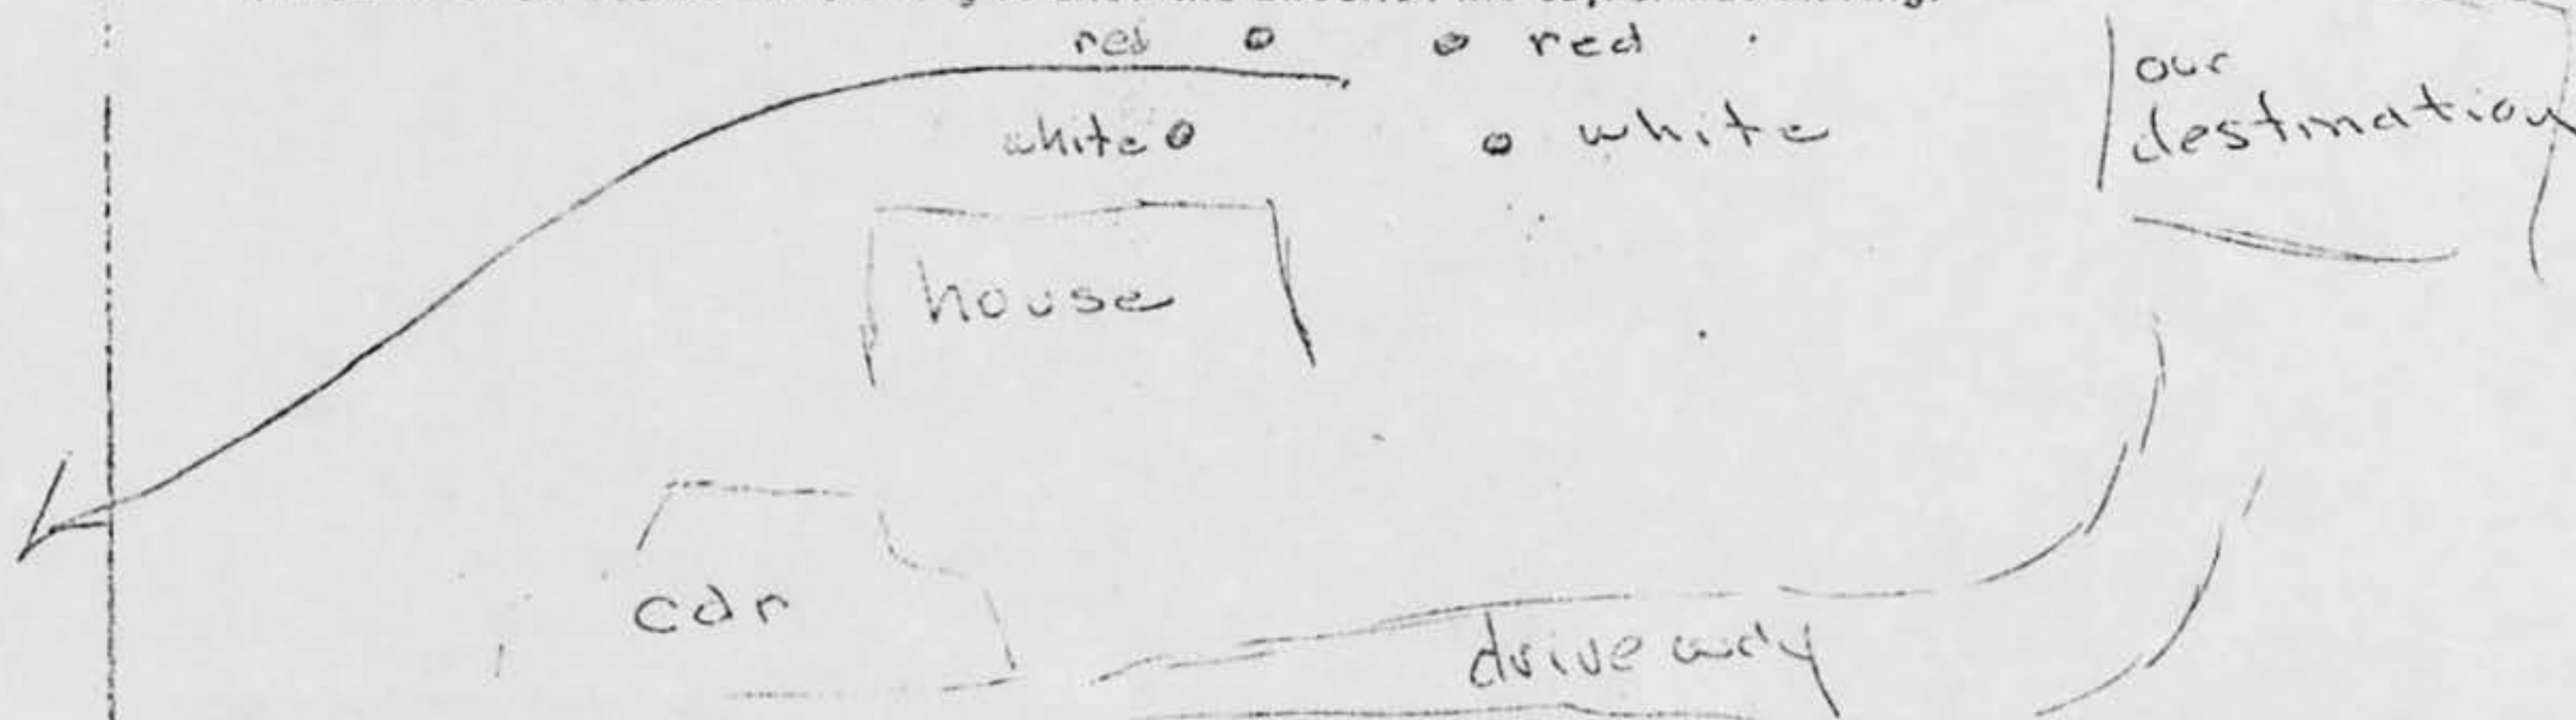 red red
our
destination
white white
house
car
driveway